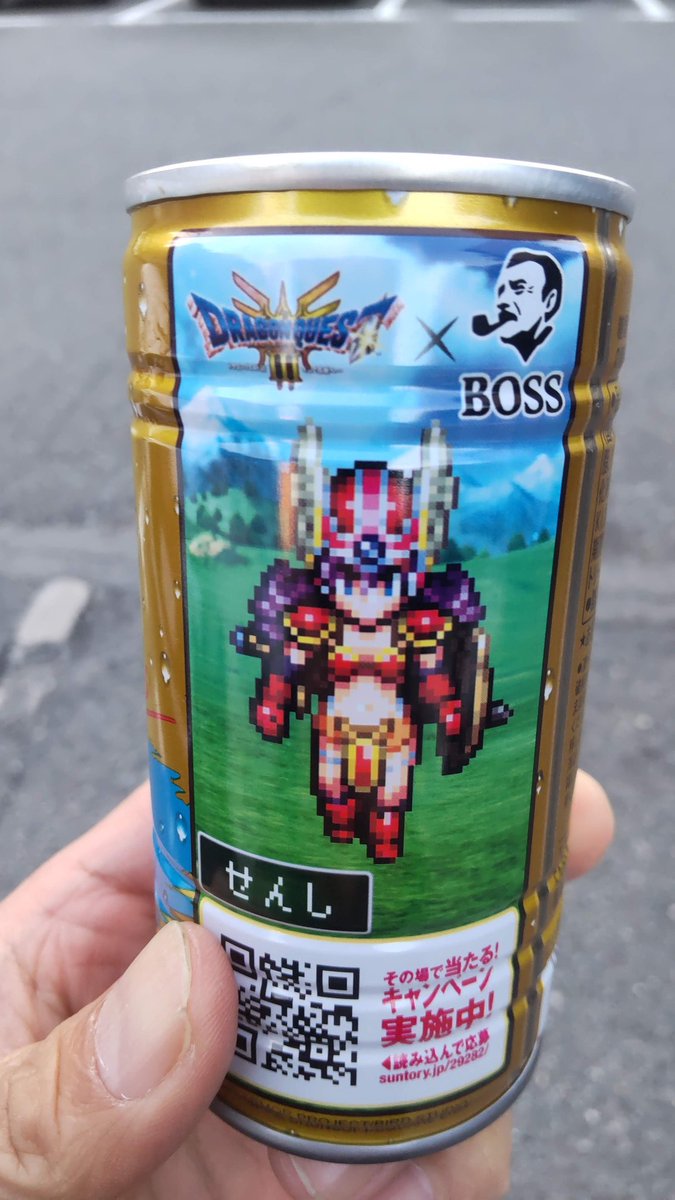 DRAGON QUEST
III
×
BOSS
せんし
その場で当たる!
キャンペーン
実施中!
◀読み込んで応募
suntory.jp/29282/